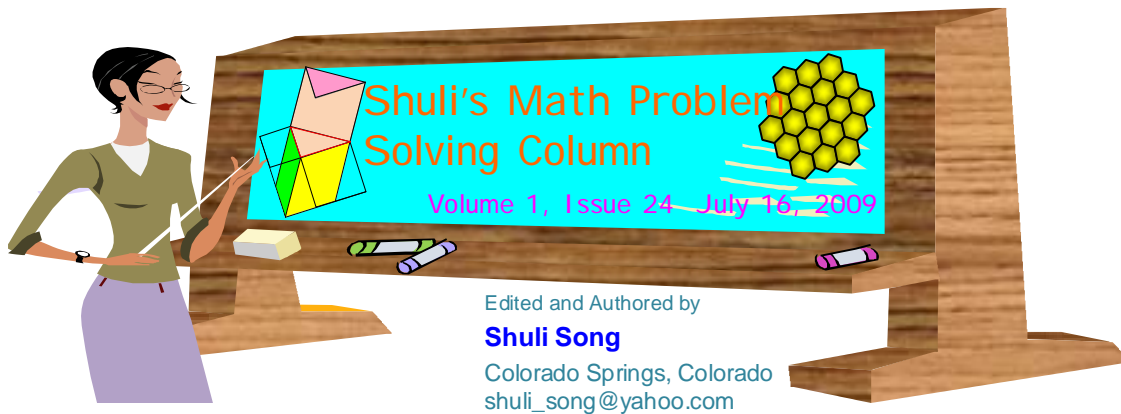 Shuli's Math Problem
Solving Column
Volume 1, Issue 24 July 16, 2009
Edited and Authored by
Shuli Song
Colorado Springs, Colorado
shuli_song@yahoo.com